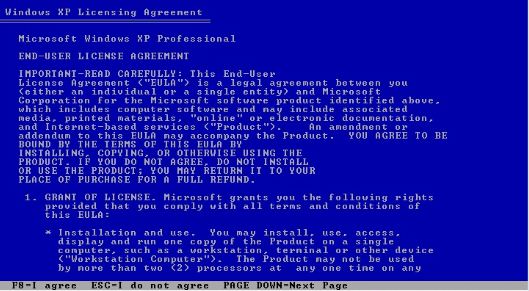 Windows XP Licensing Agreement
Microsoft Windows XP Professional
END-USER LICENSE AGREEMENT
IMPORTANT-READ CAREFULLY: This End-User
License Agreement ("EULA") is a legal agreement between you
(either an individual or a single entity) and Microsoft
Corporation for the Microsoft software product identified above,
which includes computer software and may include associated
media, printed materials, "online" or electronic documentation,
and Internet-based services ("Product"). An amendment or
addendum to this EULA may accompany the Product. YOU AGREE TO BE
BOUND BY THE TERMS OF THIS EULA BY
INSTALLING, COPYING, OR OTHERWISE USING THE
PRODUCT. IF YOU DO NOT AGREE, DO NOT INSTALL
OR USE THE PRODUCT; YOU MAY RETURN IT TO YOUR
PLACE OF PURCHASE FOR A FULL REFUND.
1. GRANT OF LICENSE. Microsoft grants you the following rights
provided that you comply with all terms and conditions of
this EULA:
* Installation and use. You may install, use, access,
display and run one copy of the Product on a single
computer, such as a workstation, terminal or other device
("Workstation Computer"). The Product may not be used
by more than two (2) processors at any one time on any
F8=I agree ESC=I do not agree PAGE DOWN=Next Page